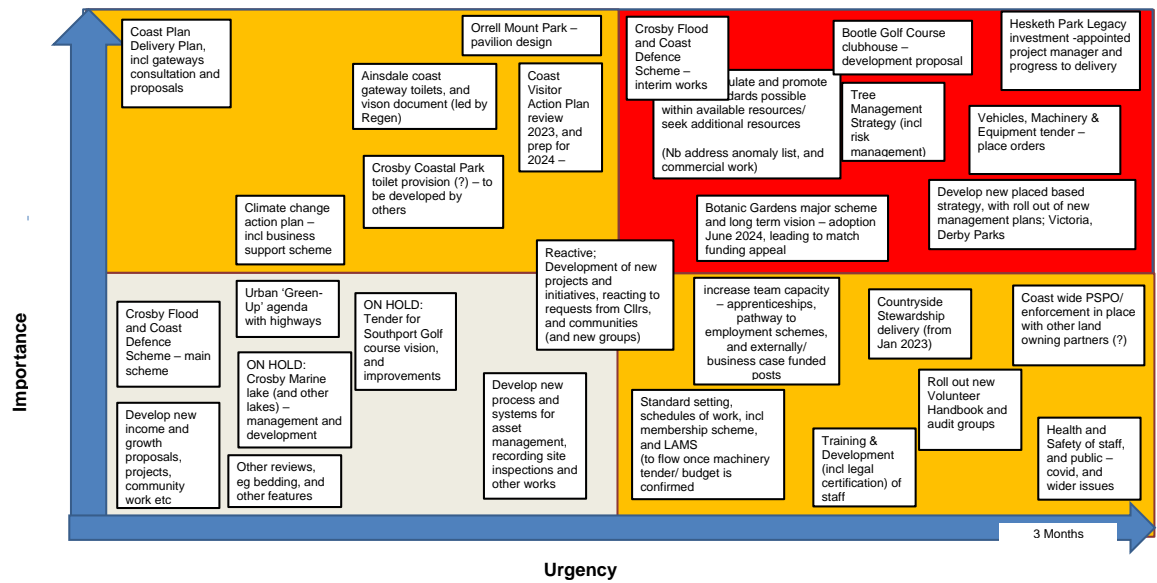 Coast Plan
Delivery Plan,
incl gateways
consultation and
proposals
Orrell Mount Park –
pavilion design
Ainsdale coast
gateway toilets, and
vison document (led by
Regen)
Coast
Visitor
Action Plan
review
2023, and
prep for
2024 –
Crosby Coastal Park
toilet provision (?) – to
be developed by
others
Climate change
action plan –
incl business
support scheme
Crosby Flood
and Coast
Defence
Scheme –
interim works
ulate and promote
dards possible
within available resources/
seek additional resources
(Nb address anomaly list, and
commercial work)
Bootle Golf Course
clubhouse –
development proposal
Tree
Management
Strategy (incl
risk
management)
Hesketh Park Legacy
investment -appointed
project manager and
progress to delivery
Vehicles, Machinery &
Equipment tender –
place orders
Develop new placed based
strategy, with roll out of new
management plans; Victoria,
Derby Parks
Botanic Gardens major scheme
and long term vision – adoption
June 2024, leading to match
funding appeal
Reactive;
Development of new
projects and
initiatives, reacting to
requests from Cllrs,
and communities
(and new groups)
Crosby Flood
and Coast
Defence
Scheme – main
scheme
Urban ‘Green-
Up’ agenda
with highways
ON HOLD:
Tender for
Southport Golf
course vision,
and
improvements
ON HOLD:
Crosby Marine
lake (and other
lakes) –
management and
development
Develop new
income and
growth
proposals,
projects,
community
work etc
Other reviews,
eg bedding, and
other features
Develop new
process and
systems for
asset
management,
recording site
inspections and
other works
increase team capacity
– apprenticeships,
pathway to
employment schemes,
and externally/
business case funded
posts
Countryside
Stewardship
delivery (from
Jan 2023)
Coast wide PSPO/
enforcement in place
with other land
owning partners (?)
Standard setting,
schedules of work, incl
membership scheme,
and LAMS
(to flow once machinery
tender/ budget is
confirmed
Training &
Development
(incl legal
certification) of
staff
Roll out new
Volunteer
Handbook and
audit groups
Health and
Safety of staff,
and public –
covid, and
wider issues
3 Months
Importance
Urgency